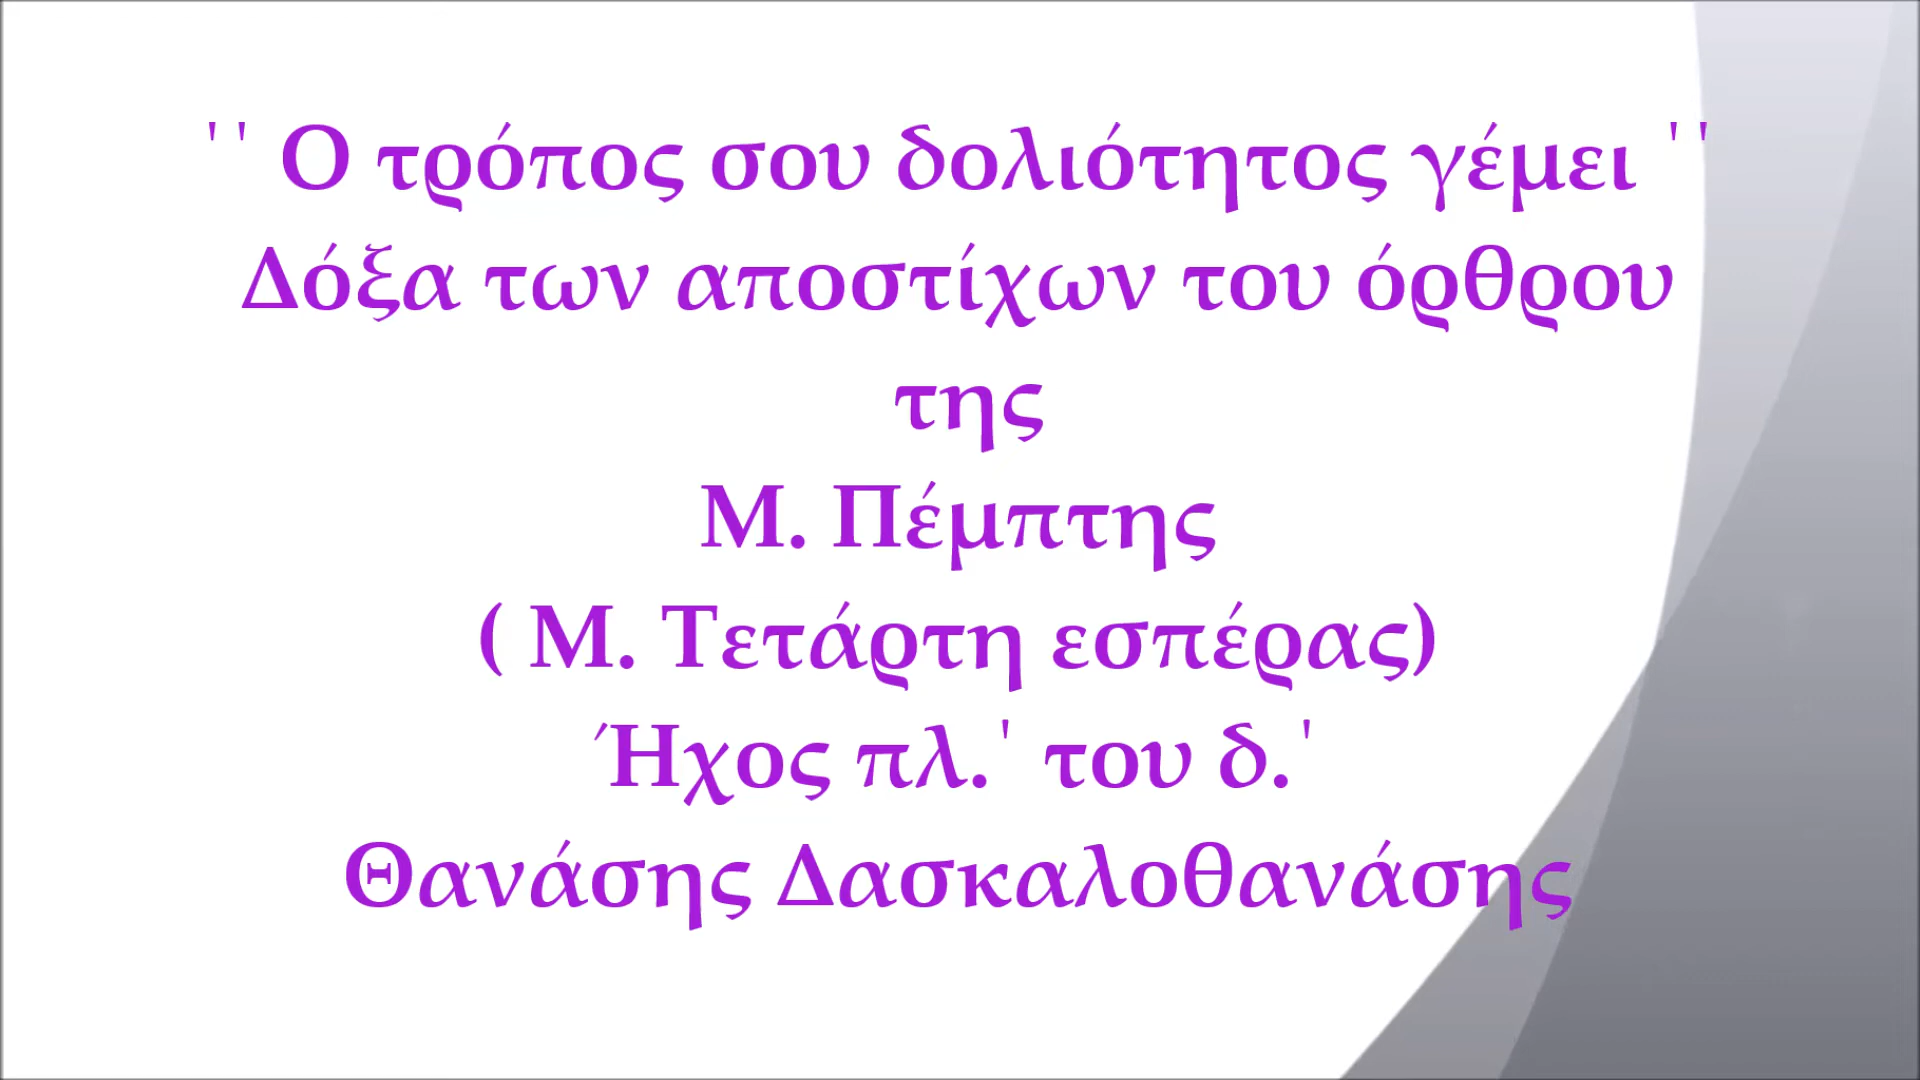 ΄΄ Ο τρόπος σου δολιότητος γέμει ΄΄
Δόξα των αποστίχων του όρθρου
της
Μ. Πέμπτης
( Μ. Τετάρτη εσπέρας)
Ήχος πλ.΄ του δ.΄
Θανάσης Δασκαλοθανάσης